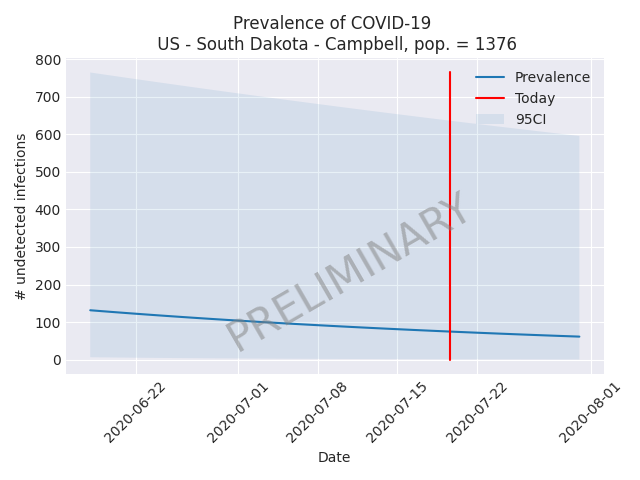 Prevalence of COVID-19
US - South Dakota - Campbell, pop. = 1376
800
700
600
500
400
300
200
100
0
# undetected infections
Prevalence
Today
95CI
PRELIMINARY
2020-06-22
2020-07-01
2020-07-08
2020-07-15
2020-07-22
2020-08-01
Date